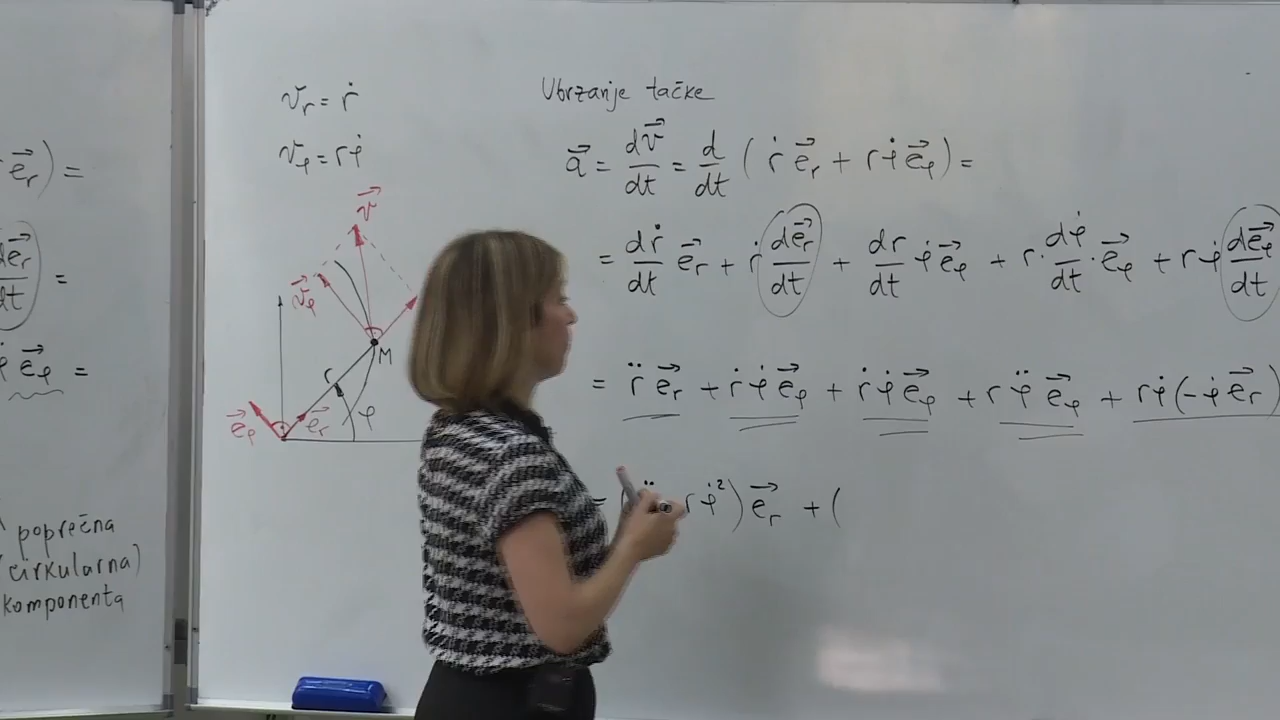 e⃗_r) =
de⃗_r/dt =
φ̇ e⃗_φ =
poprečna
(cirkularna)
komponenta
v_r = ṙ
v_φ = rφ̇
v⃗
v⃗_φ
M
r
φ
e⃗_φ
e⃗_r
Ubrzanje tačke
a⃗ = dv⃗/dt = d/dt (ṙ e⃗_r + rφ̇ e⃗_φ) =
= dṙ/dt e⃗_r + ṙ de⃗_r/dt + dr/dt φ̇ e⃗_φ + r · dφ̇/dt · e⃗_φ + rφ̇ de⃗_φ/dt
= r̈ e⃗_r + ṙφ̇ e⃗_φ + ṙφ̇ e⃗_φ + rφ̈ e⃗_φ + rφ̇(-φ̇ e⃗_r)
= ( rφ̇²) e⃗_r + (